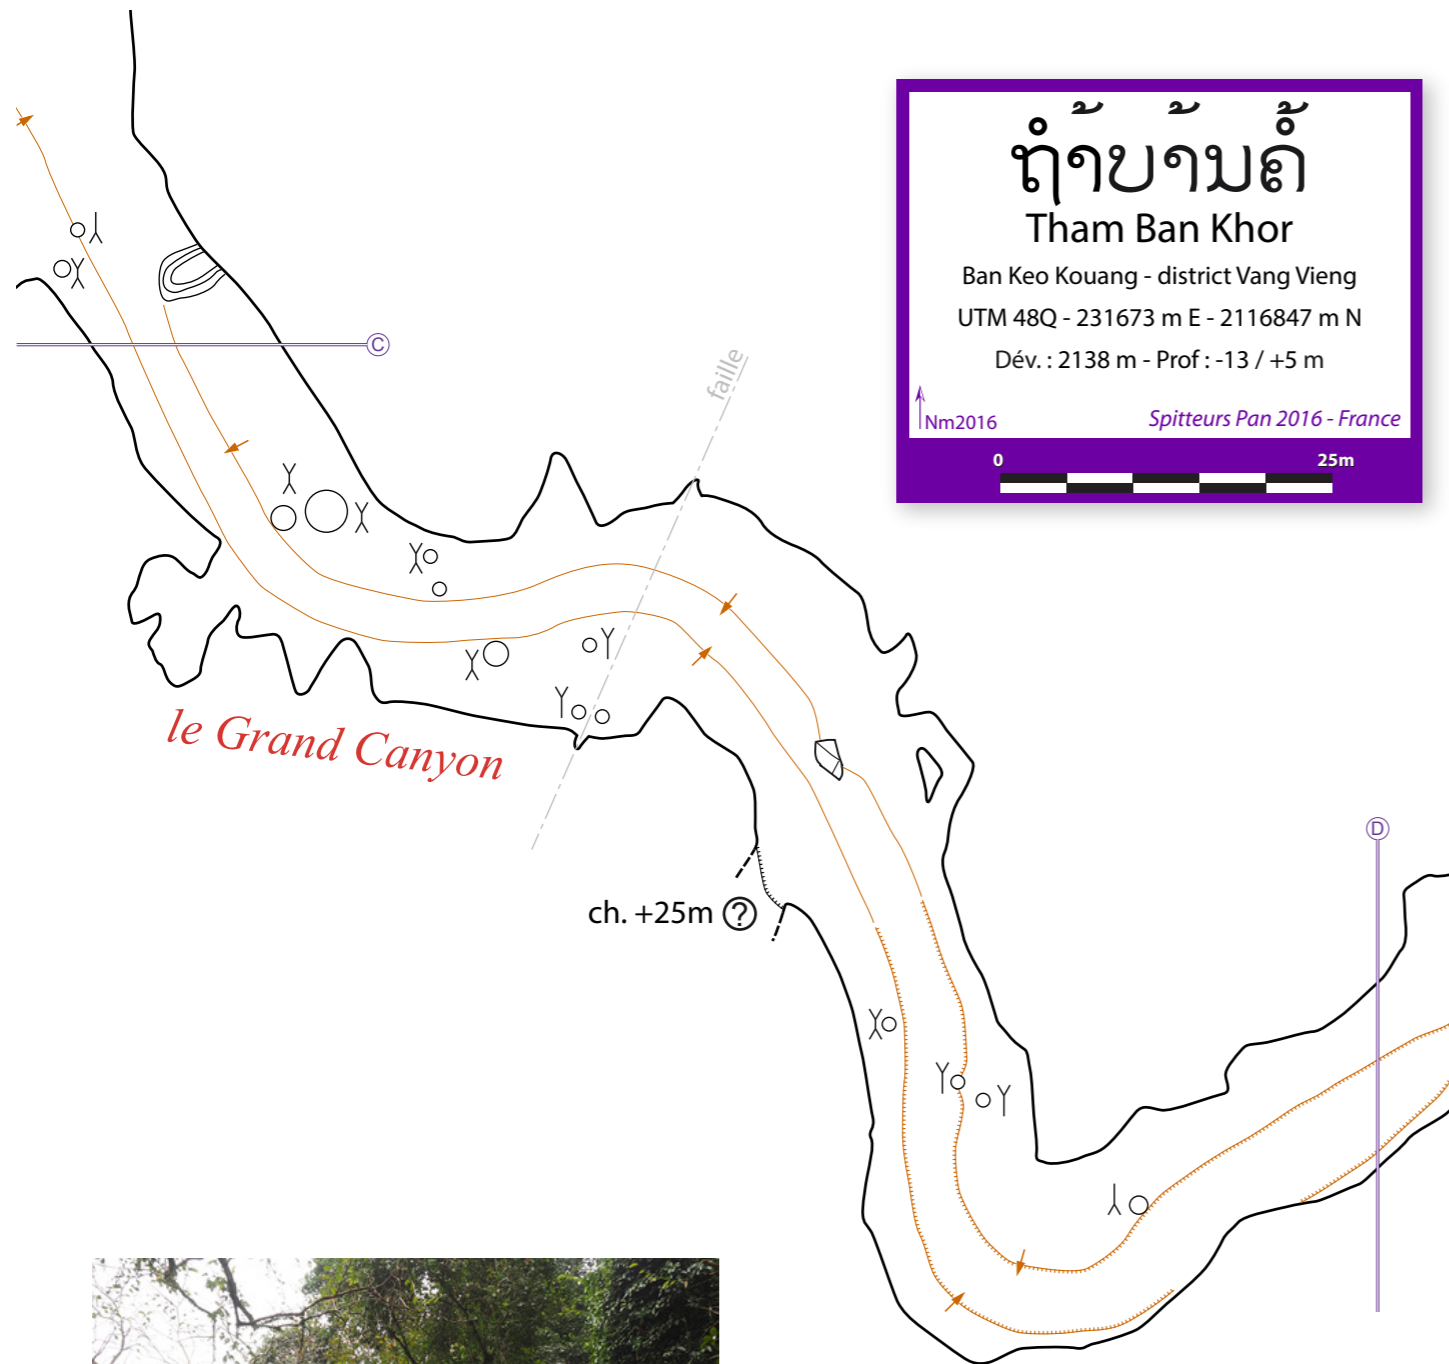 ຖ້ຳບ້ານຄໍ້
Tham Ban Khor
Ban Keo Kouang - district Vang Vieng
UTM 48Q - 231673 m E - 2116847 m N
Dév. : 2138 m - Prof : -13 / +5 m
Nm2016
Spitteurs Pan 2016 - France
0 25m
C
faille
le Grand Canyon
D
ch. +25m ?